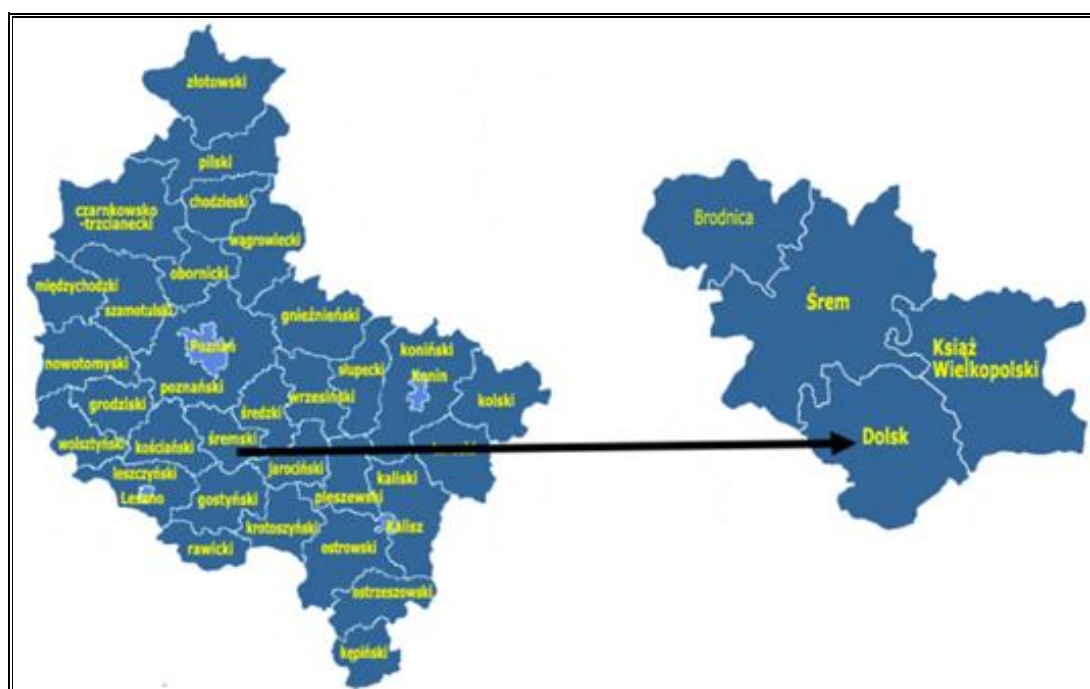 złotowski
pilski
chodzieski
czarnkowsko
-trzcianecki
wągrowiecki
obornicki
międzychodzki
szamotulski
gnieźnieński
Poznań
koniński
nowotomyski
słupecki
Konin
poznański
wrzesiński
kolski
grodziski
średzki
wolsztyński
kościański
śremski
jarociński
leszczyński
kaliski
Leszno
gostyński
pleszewski
krotoszyński
Kalisz
rawicki
ostrowski
ostrzeszowski
kępiński
Brodnica
Śrem
Książ
Wielkopolski
Dolsk